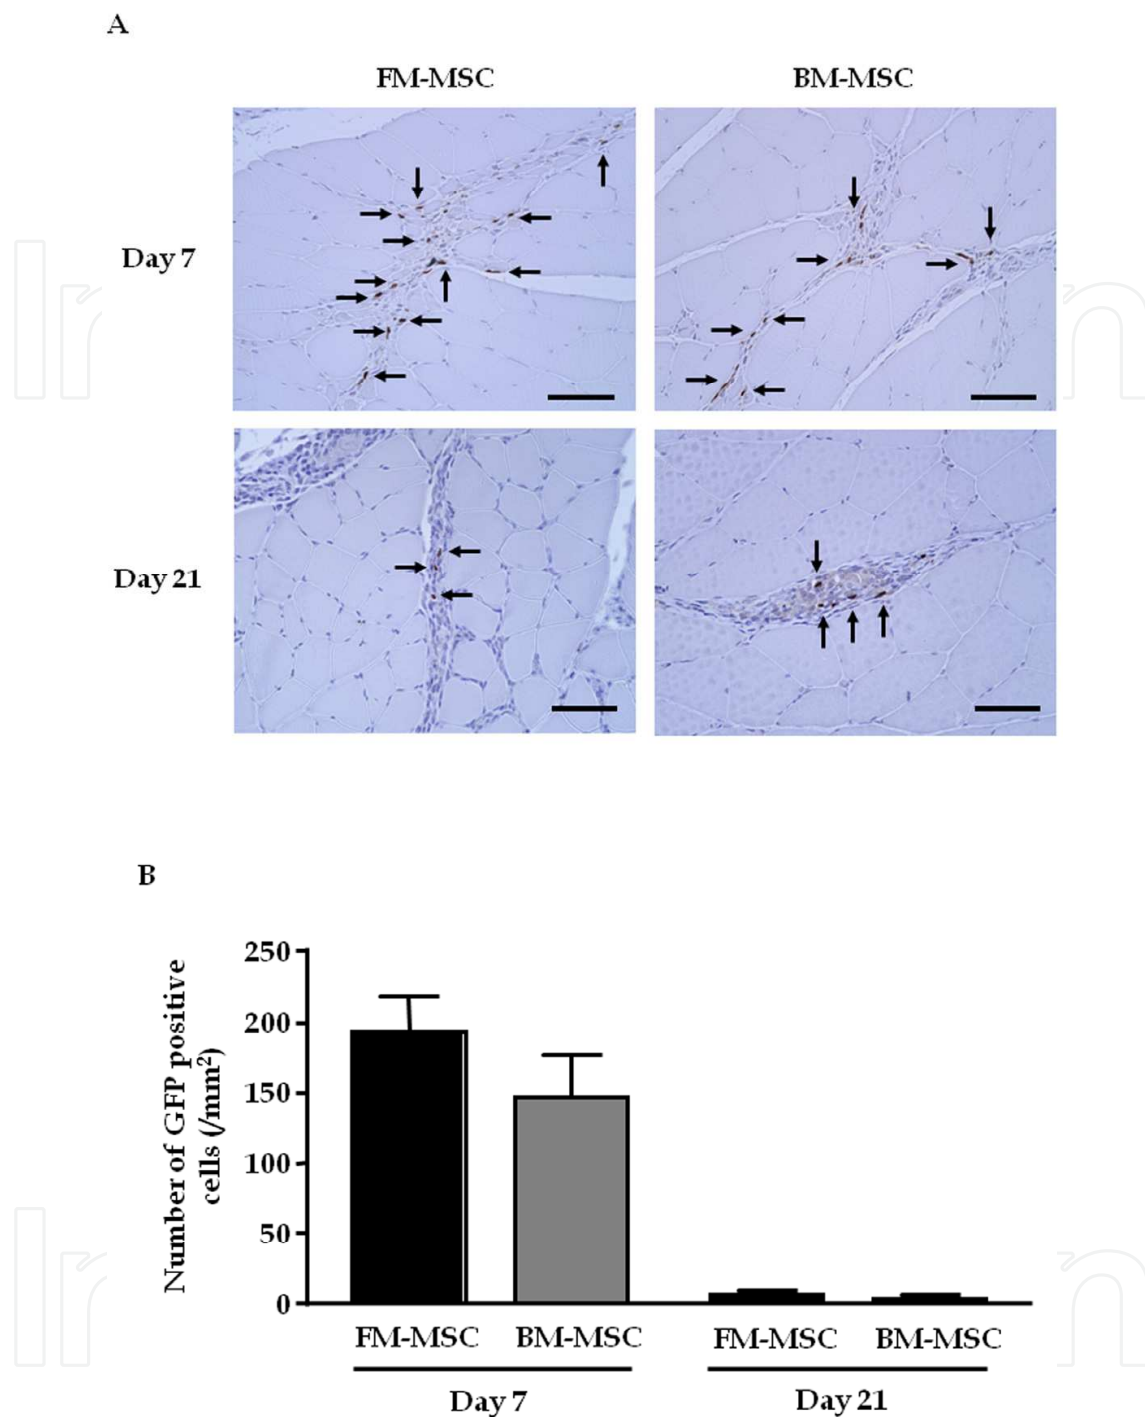 A
FM-MSC BM-MSC
Day 7
Day 21
B
Number of GFP positive
cells (/mm²)
250
200
150
100
50
0
FM-MSC BM-MSC FM-MSC BM-MSC
Day 7 Day 21